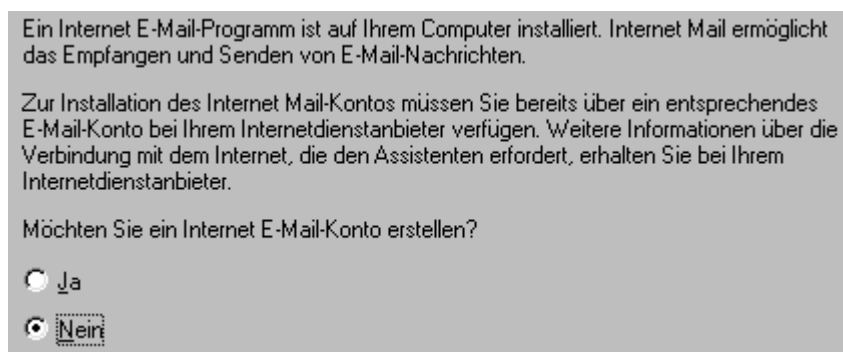 Ein Internet E-Mail-Programm ist auf Ihrem Computer installiert. Internet Mail ermöglicht
das Empfangen und Senden von E-Mail-Nachrichten.
Zur Installation des Internet Mail-Kontos müssen Sie bereits über ein entsprechendes
E-Mail-Konto bei Ihrem Internetdienstanbieter verfügen. Weitere Informationen über die
Verbindung mit dem Internet, die den Assistenten erfordert, erhalten Sie bei Ihrem
Internetdienstanbieter.
Möchten Sie ein Internet E-Mail-Konto erstellen?
Ja
Nein